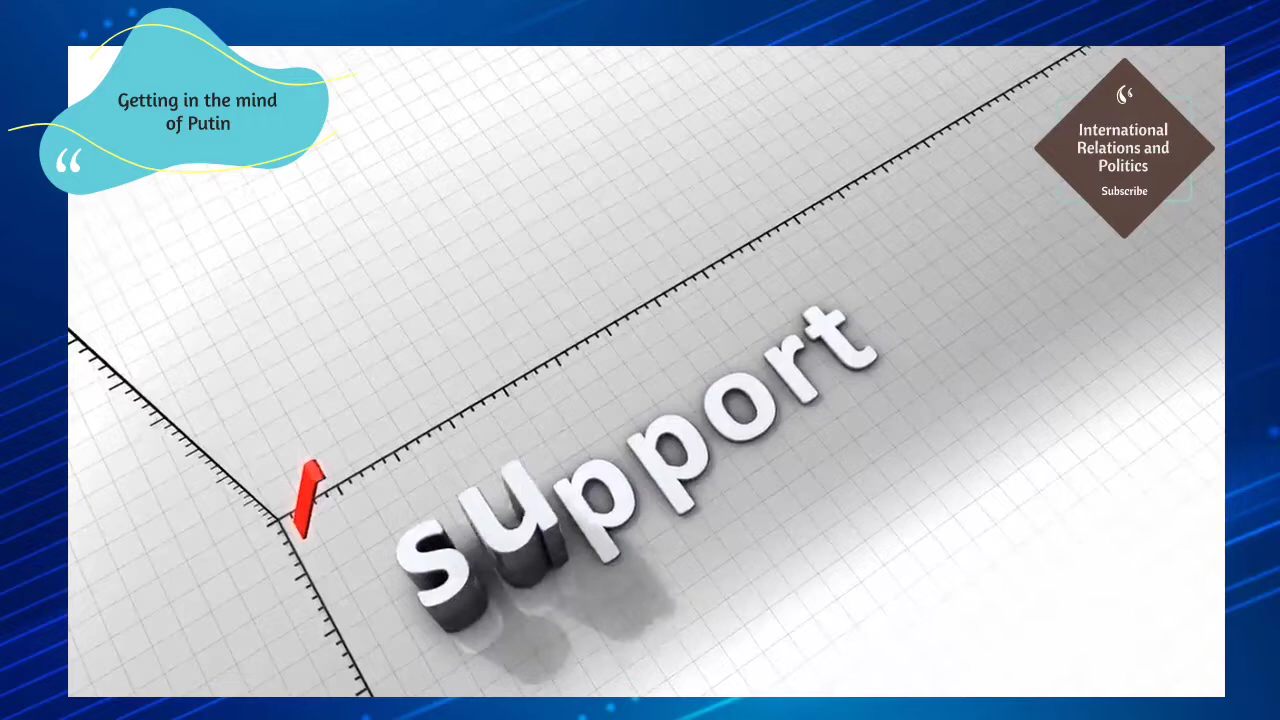 Getting in the mind
of Putin
International
Relations and
Politics
Subscribe
support